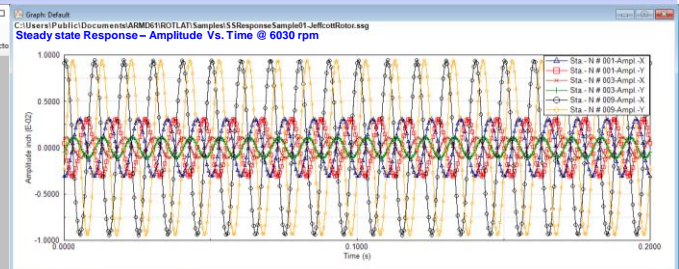 Graph: Default
C:\Users\Public\Documents\ARMD61\ROTLAT\Samples\SSResponseSample01-JeffcottRotor.ssg
Steady state Response – Amplitude Vs. Time @ 6030 rpm
1.0000
0.5000
0.0000
-0.5000
-1.0000
Amplitude inch (E-02)
Sta.- N # 001-Ampl.-X
Sta.- N # 001-Ampl.-Y
Sta.- N # 003-Ampl.-X
Sta.- N # 003-Ampl.-Y
Sta.- N # 009-Ampl.-X
Sta.- N # 009-Ampl.-Y
0.0000
0.1000
0.2000
Time (s)